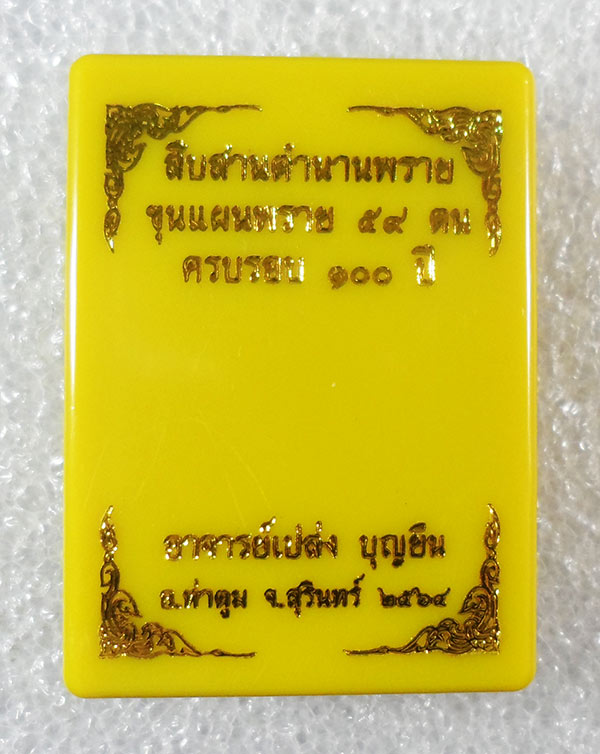 สืบสานตำนานพราย
ขุนแผนพราย ๕๙ ตน
ครบรอบ ๑๐๐ ปี
อาจารย์เปล่ง บุญยืน
อ.ท่าตูม จ.สุรินทร์ ๒๕๖๔